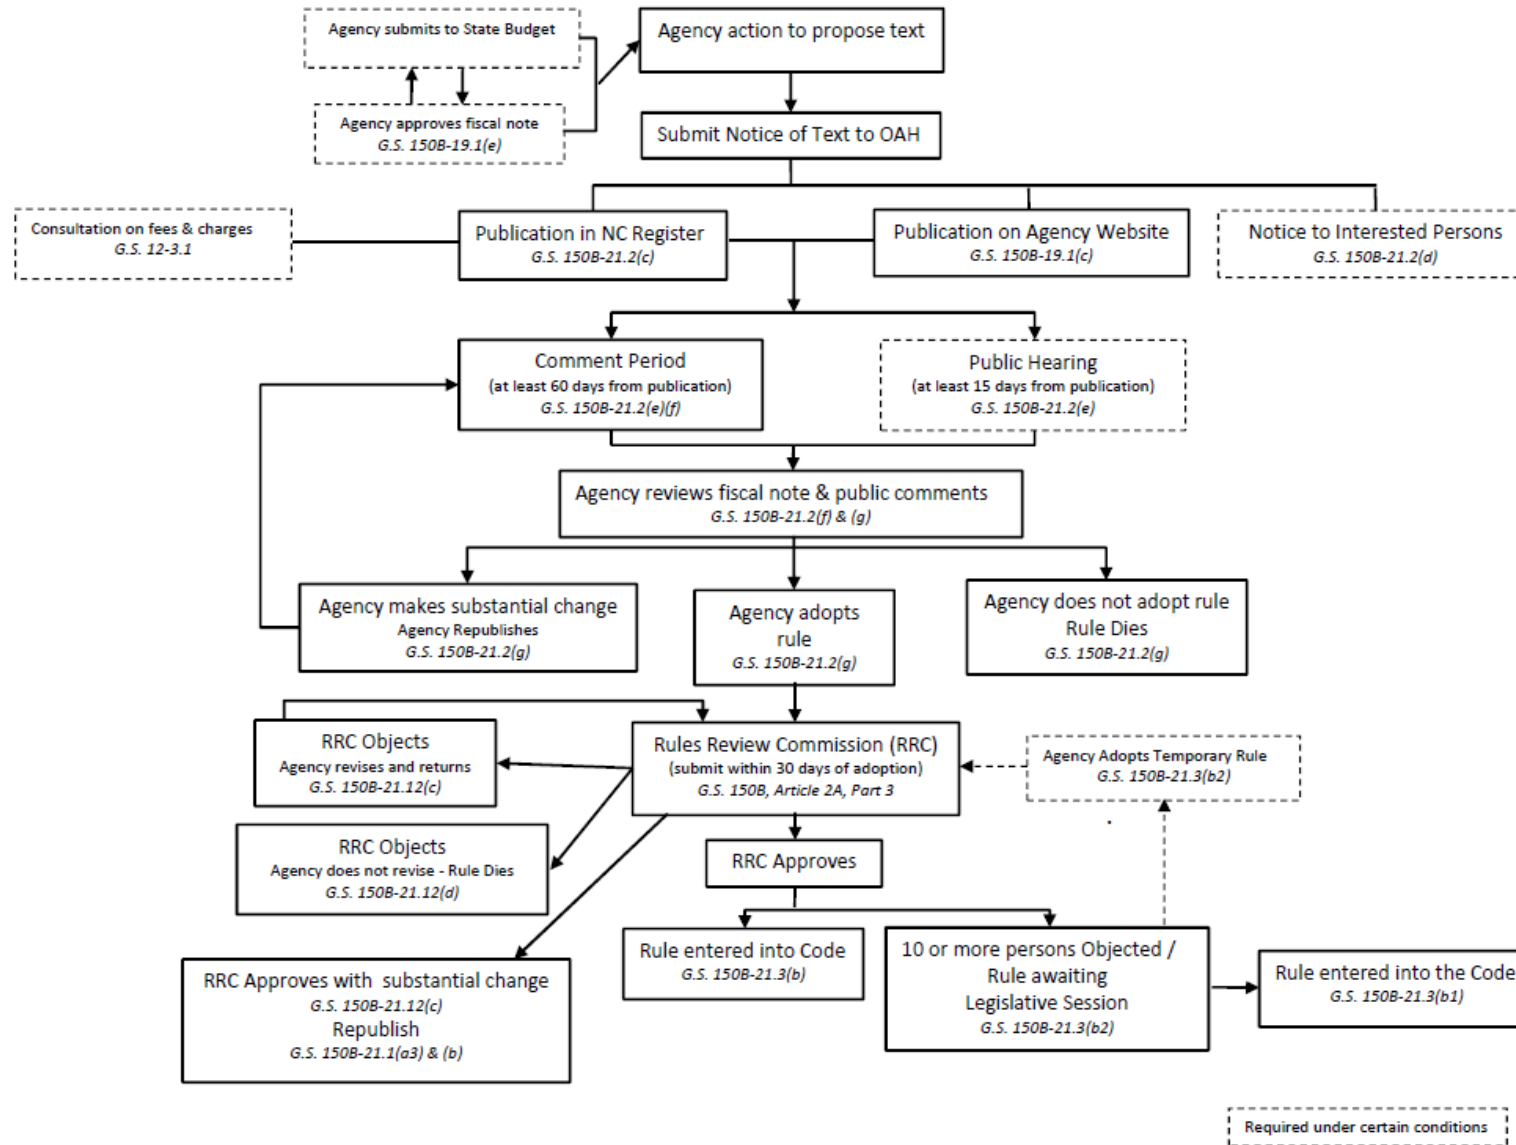 Agency submits to State Budget
Agency action to propose text
Agency approves fiscal note
G.S. 150B-19.1(e)
Submit Notice of Text to OAH
Consultation on fees & charges
G.S. 12-3.1
Publication in NC Register
G.S. 150B-21.2(c)
Publication on Agency Website
G.S. 150B-19.1(c)
Notice to Interested Persons
G.S. 150B-21.2(d)
Comment Period
(at least 60 days from publication)
G.S. 150B-21.2(e)(f)
Public Hearing
(at least 15 days from publication)
G.S. 150B-21.2(e)
Agency reviews fiscal note & public comments
G.S. 150B-21.2(f) & (g)
Agency makes substantial change
Agency Republishes
G.S. 150B-21.2(g)
Agency adopts
rule
G.S. 150B-21.2(g)
Agency does not adopt rule
Rule Dies
G.S. 150B-21.2(g)
RRC Objects
Agency revises and returns
G.S. 150B-21.12(c)
Rules Review Commission (RRC)
(submit within 30 days of adoption)
G.S. 150B, Article 2A, Part 3
Agency Adopts Temporary Rule
G.S. 150B-21.3(b2)
RRC Objects
Agency does not revise - Rule Dies
G.S. 150B-21.12(d)
RRC Approves
RRC Approves with substantial change
G.S. 150B-21.12(c)
Republish
G.S. 150B-21.1(a3) & (b)
Rule entered into Code
G.S. 150B-21.3(b)
10 or more persons Objected /
Rule awaiting
Legislative Session
G.S. 150B-21.3(b2)
Rule entered into the Code
G.S. 150B-21.3(b1)
Required under certain conditions